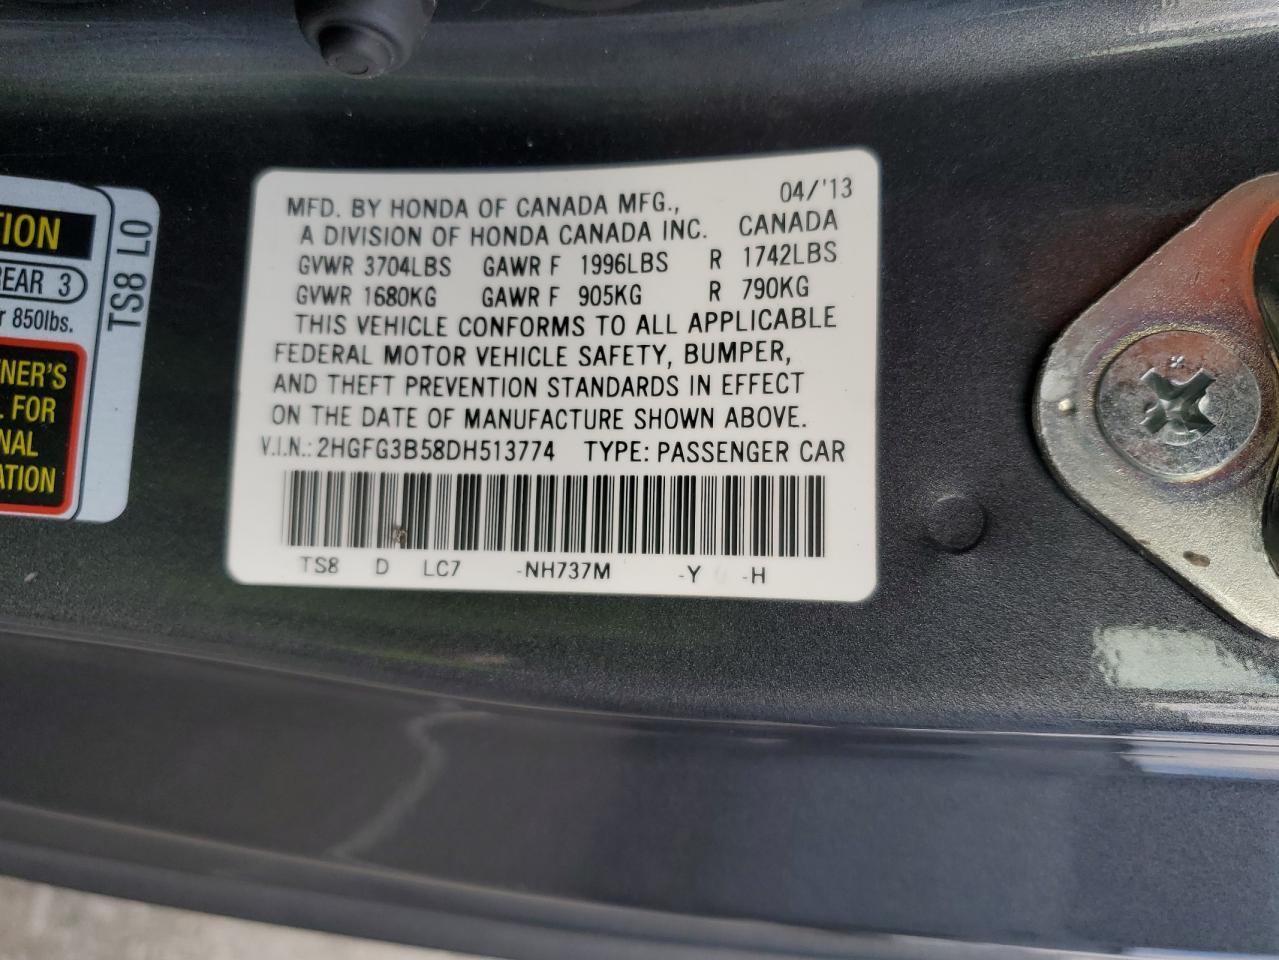 TION
REAR 3
r 850lbs.
NER'S
L FOR
NAL
ATION
TS8 L0
04/'13
MFD. BY HONDA OF CANADA MFG.,
A DIVISION OF HONDA CANADA INC. CANADA
GVWR 3704LBS GAWR F 1996LBS R 1742LBS
GVWR 1680KG GAWR F 905KG R 790KG
THIS VEHICLE CONFORMS TO ALL APPLICABLE
FEDERAL MOTOR VEHICLE SAFETY, BUMPER,
AND THEFT PREVENTION STANDARDS IN EFFECT
ON THE DATE OF MANUFACTURE SHOWN ABOVE.
V.I.N.: 2HGFG3B58DH513774 TYPE: PASSENGER CAR
TS8 D LC7 -NH737M -Y -H